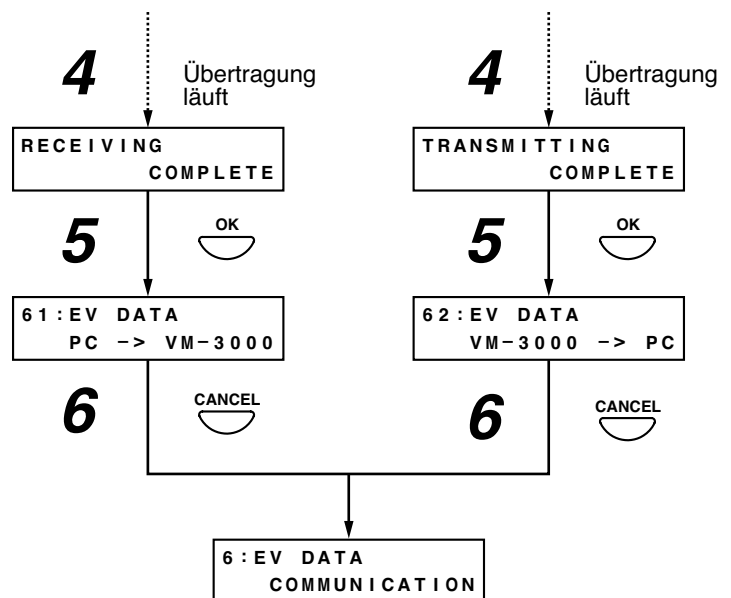 4
Übertragung
läuft
RECEIVING
COMPLETE
5
OK
61:EV DATA
PC -> VM-3000
6
CANCEL
4
Übertragung
läuft
TRANSMITTING
COMPLETE
5
OK
62:EV DATA
VM-3000 -> PC
6
CANCEL
6:EV DATA
COMMUNICATION